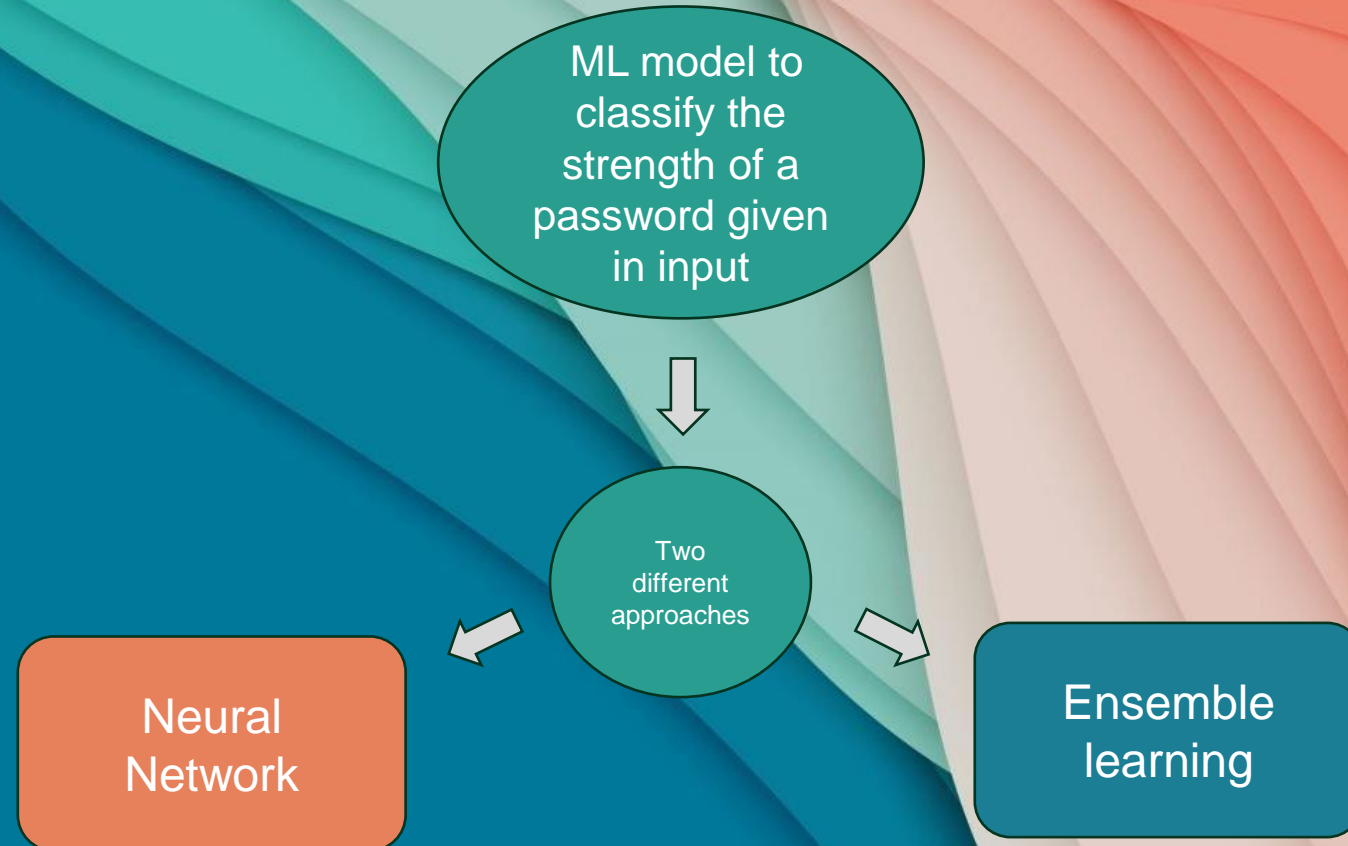 ML model to
classify the
strength of a
password given
in input
Two
different
approaches
Neural
Network
Ensemble
learning